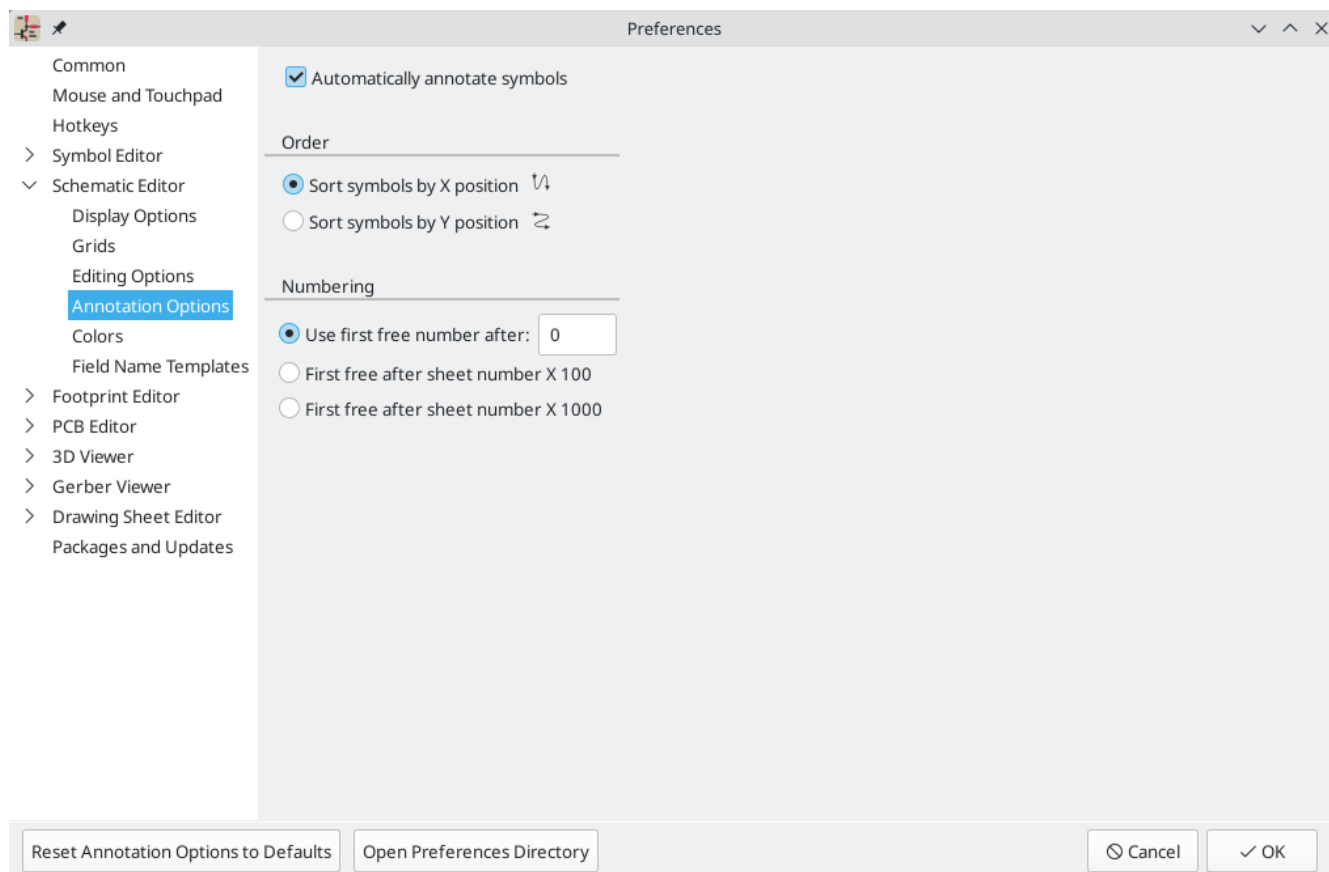 Preferences
Common
Mouse and Touchpad
Hotkeys
Symbol Editor
Schematic Editor
Display Options
Grids
Editing Options
Annotation Options
Colors
Field Name Templates
Footprint Editor
PCB Editor
3D Viewer
Gerber Viewer
Drawing Sheet Editor
Packages and Updates
Automatically annotate symbols
Order
Sort symbols by X position
Sort symbols by Y position
Numbering
Use first free number after: 0
First free after sheet number X 100
First free after sheet number X 1000
Reset Annotation Options to Defaults
Open Preferences Directory
Cancel
OK